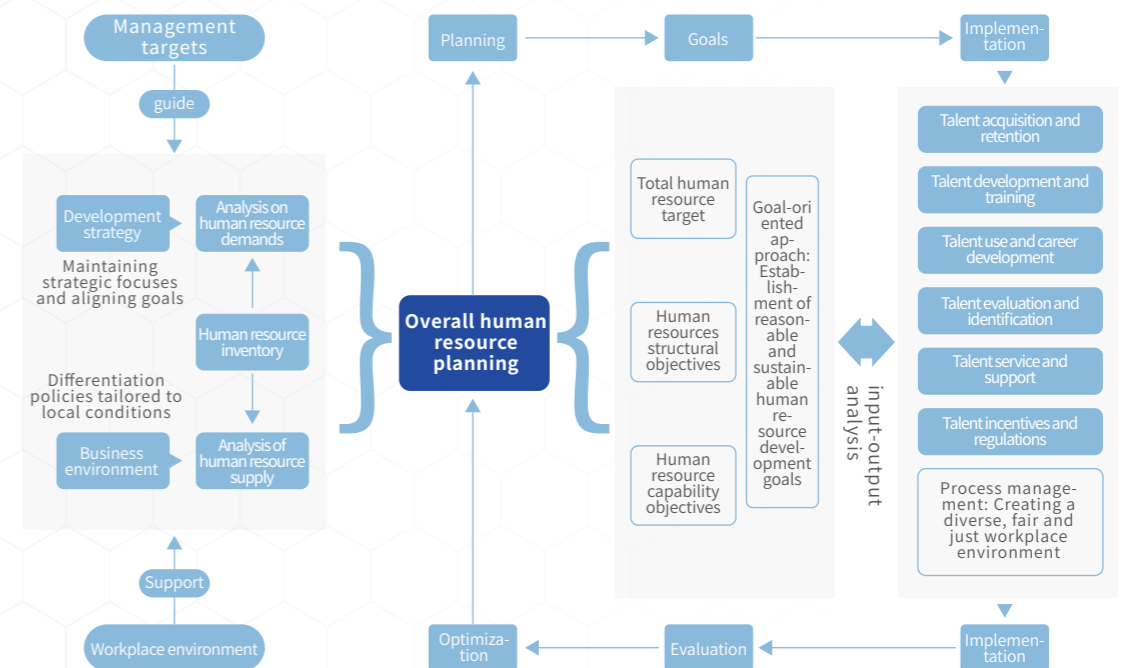 Management
targets
guide
Development
strategy
Analysis on
human resource
demands
Maintaining
strategic focuses
and aligning goals
Human resource
inventory
Differentiation
policies tailored to
local conditions
Business
environment
Analysis of
human resource
supply
Support
Workplace environment
Overall human
resource
planning
Planning
Goals
Implemen-
tation
Total human
resource
target
Human
resources
structural
objectives
Human
resource
capability
objectives
Goal-ori
ented
ap-
proach:
Estab-
lish-
ment of
reason-
able
and
sustain-
able
human
re-
source
devel-
opment
goals
input-output
analysis
Talent acquisition and
retention
Talent development and
training
Talent use and career
development
Talent evaluation and
identification
Talent service and
support
Talent incentives and
regulations
Process manage-
ment: Creating a
diverse, fair and
just workplace
environment
Implemen-
tation
Evaluation
Optimiza-
tion